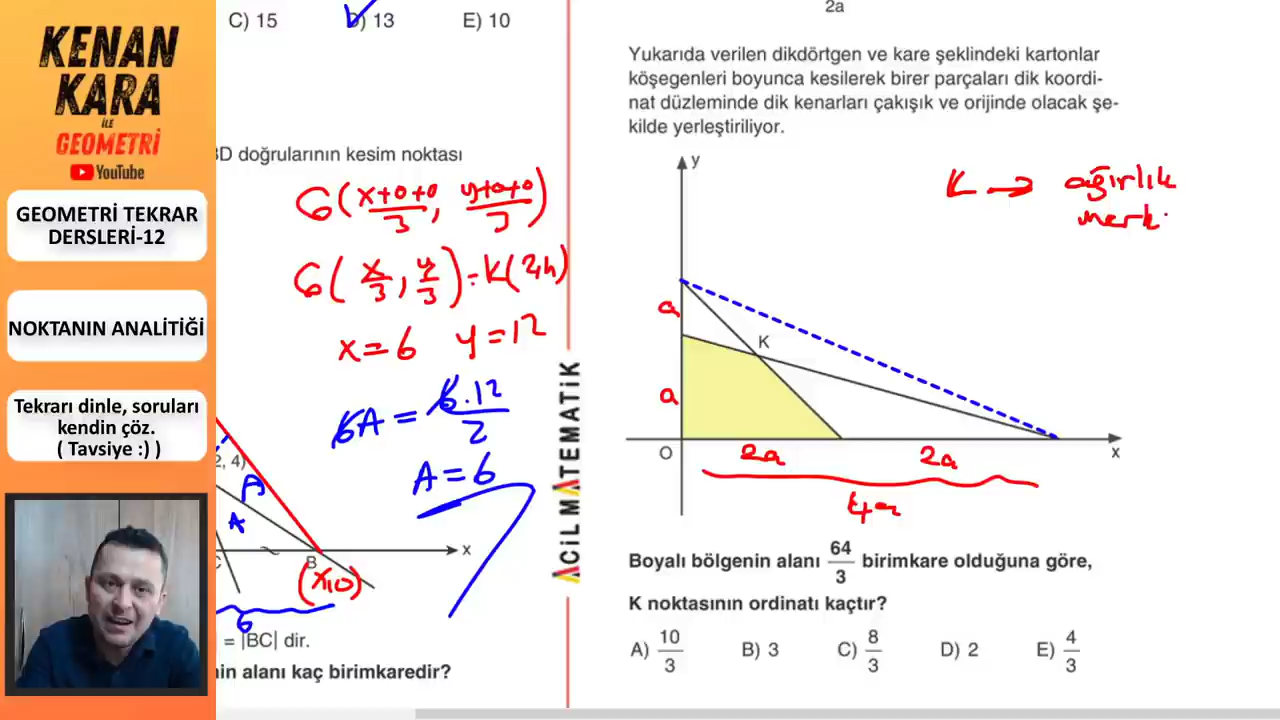 KENAN
KARA
İLE
GEOMETRİ
YouTube
GEOMETRİ TEKRAR
DERSLERİ-12
NOKTANIN ANALİTİĞİ
Tekrarı dinle, soruları
kendin çöz.
( Tavsiye :) )
C) 15
D) 13
E) 10
BD doğrularının kesim noktası
G(x+0+0/3, y+0+0/3)
G(x/3, y/3) = K(2,4)
x=6 y=12
6A = 6.12/2
A=6
2, 4)
A
A
C
B
x
(x,0)
6
= |BC| dir.
nin alanı kaç birimkaredir?
AÇILMATEMATİK
2a
Yukarıda verilen dikdörtgen ve kare şeklindeki kartonlar
köşegenleri boyunca kesilerek birer parçaları dik koordi-
nat düzleminde dik kenarları çakışık ve orijinde olacak şe-
kilde yerleştiriliyor.
y
K → ağırlık
merk
a
K
a
O
x
2a 2a
4a
Boyalı bölgenin alanı 64/3 birimkare olduğuna göre,
K noktasının ordinatı kaçtır?
A) 10/3 B) 3 C) 8/3 D) 2 E) 4/3